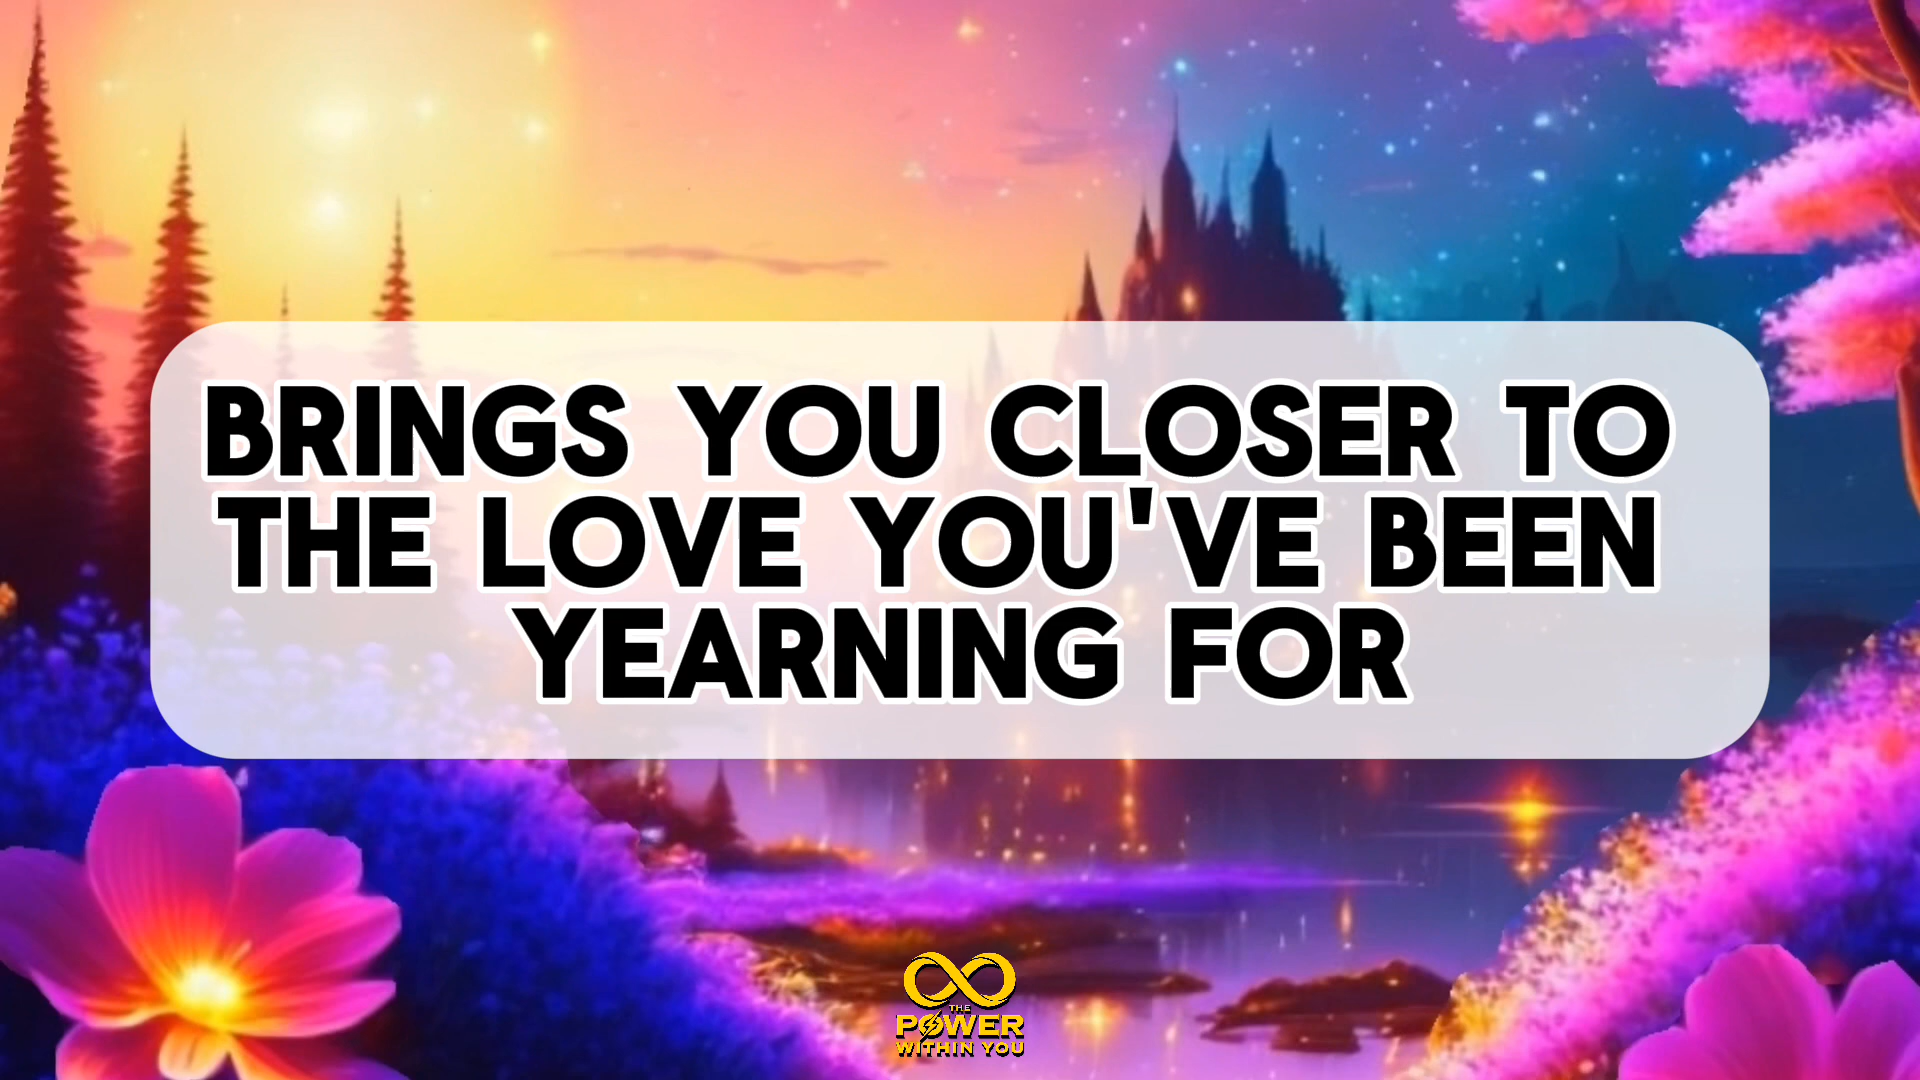 BRINGS YOU CLOSER TO
THE LOVE YOU'VE BEEN
YEARNING FOR
THE
POWER
WITHIN YOU